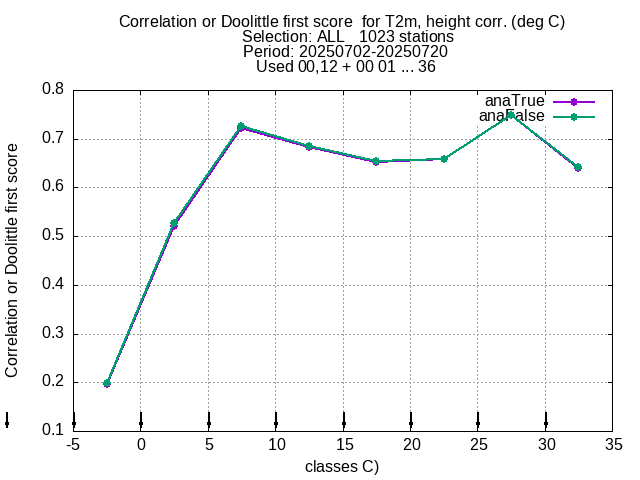 Correlation or Doolittle first score  for T2m, height corr. (deg C)
Selection: ALL   1023 stations
Period: 20250702-20250720
Used 00,12 + 00 01 ... 36
anaTrue
anaFalse
0.8
0.7
0.6
0.5
0.4
0.3
0.2
0.1
Correlation or Doolittle first score
-5 0 5 10 15 20 25 30 35
classes C)